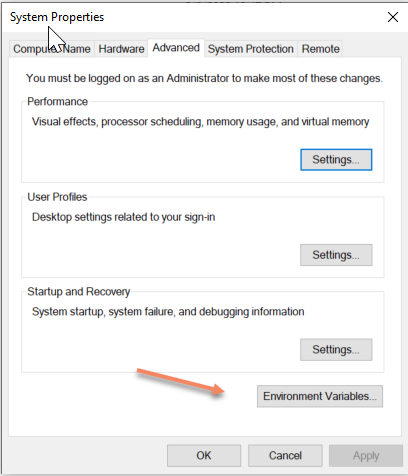 System Properties
Computer Name Hardware Advanced System Protection Remote
You must be logged on as an Administrator to make most of these changes.
Performance
Visual effects, processor scheduling, memory usage, and virtual memory
Settings...
User Profiles
Desktop settings related to your sign-in
Settings...
Startup and Recovery
System startup, system failure, and debugging information
Settings...
Environment Variables...
OK Cancel Apply